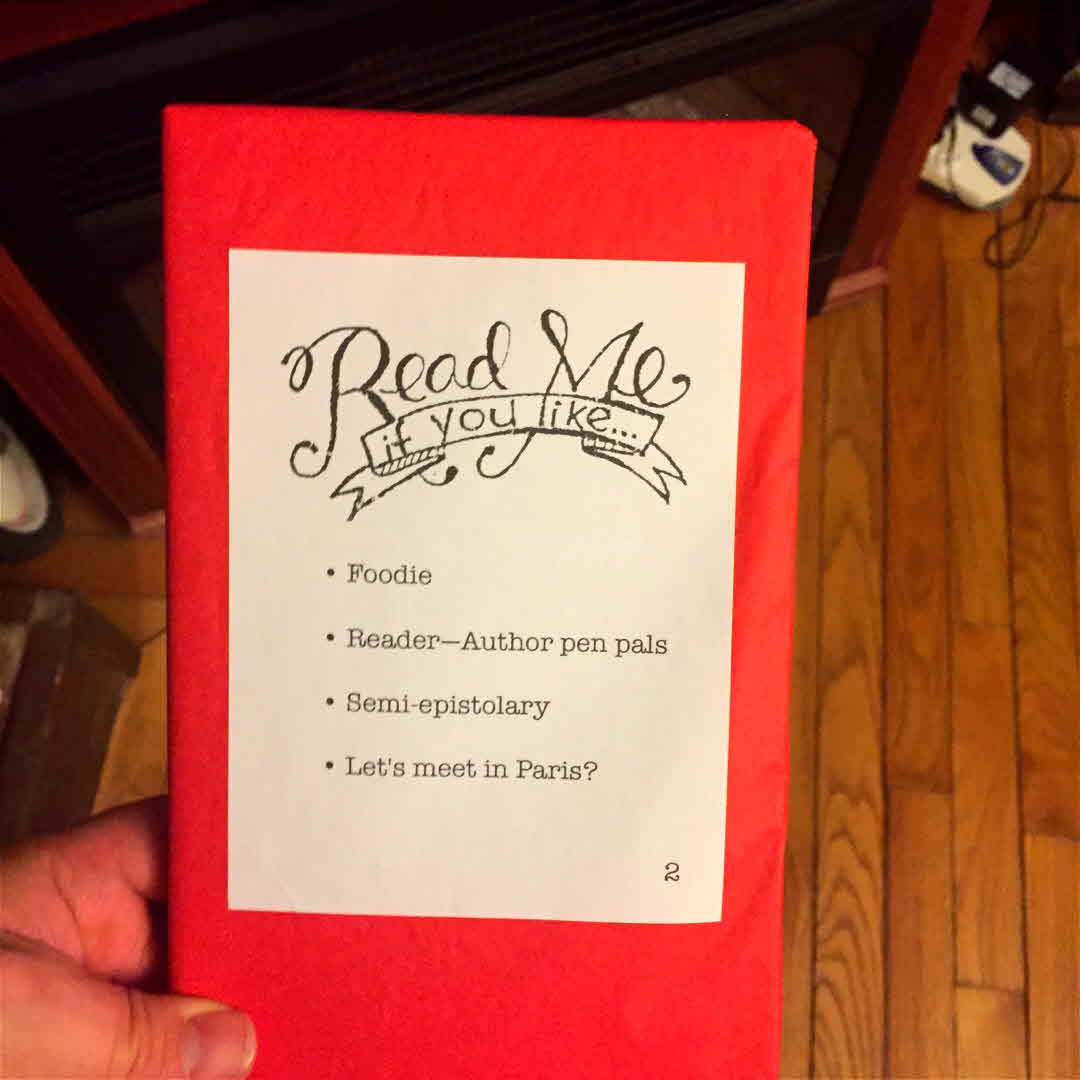 Read Me
if you like...
• Foodie
• Reader—Author pen pals
• Semi-epistolary
• Let's meet in Paris?
2